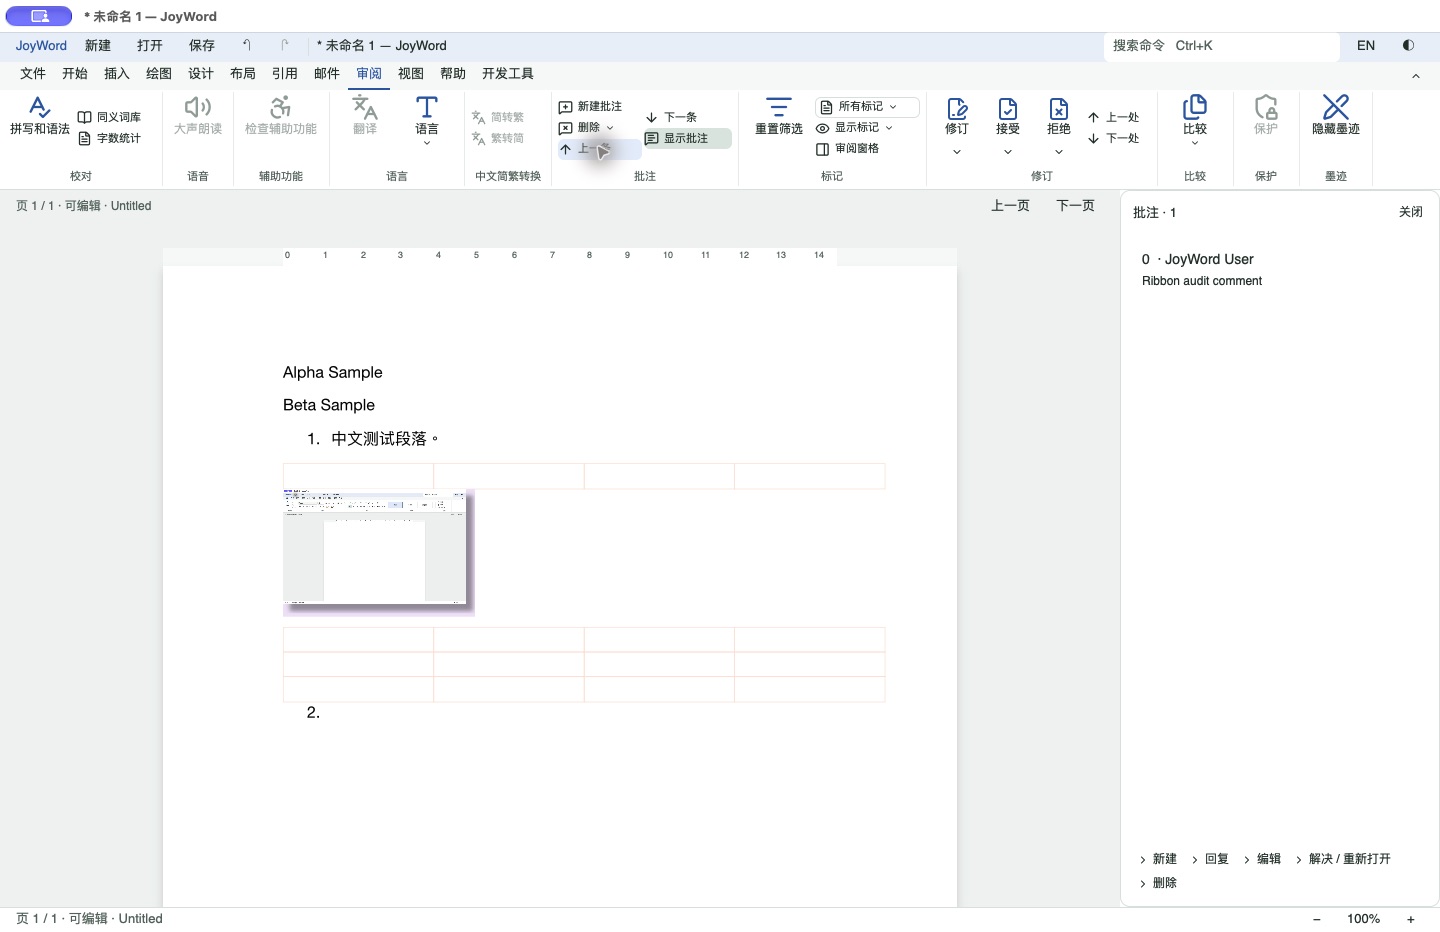 * 未命名 1 — JoyWord
JoyWord 新建 打开 保存 * 未命名 1 — JoyWord 搜索命令 Ctrl+K EN
文件 开始 插入 绘图 设计 布局 引用 邮件 审阅 视图 帮助 开发工具
拼写和语法
同义词库
字数统计
校对
大声朗读
语音
检查辅助功能
辅助功能
翻译
语言
语言
简转繁
繁转简
中文简繁转换
新建批注
删除
上一条
下一条
显示批注
批注
重置筛选
所有标记
显示标记
审阅窗格
标记
修订
接受
拒绝
上一处
下一处
修订
比较
比较
保护
保护
隐藏墨迹
墨迹
页 1 / 1 · 可编辑 · Untitled 上一页 下一页
0 1 2 3 4 5 6 7 8 9 10 11 12 13 14
Alpha Sample
Beta Sample
1. 中文测试段落。
2.
批注 · 1 关闭
0 · JoyWord User
Ribbon audit comment
新建 回复 编辑 解决 / 重新打开
删除
页 1 / 1 · 可编辑 · Untitled − 100% +